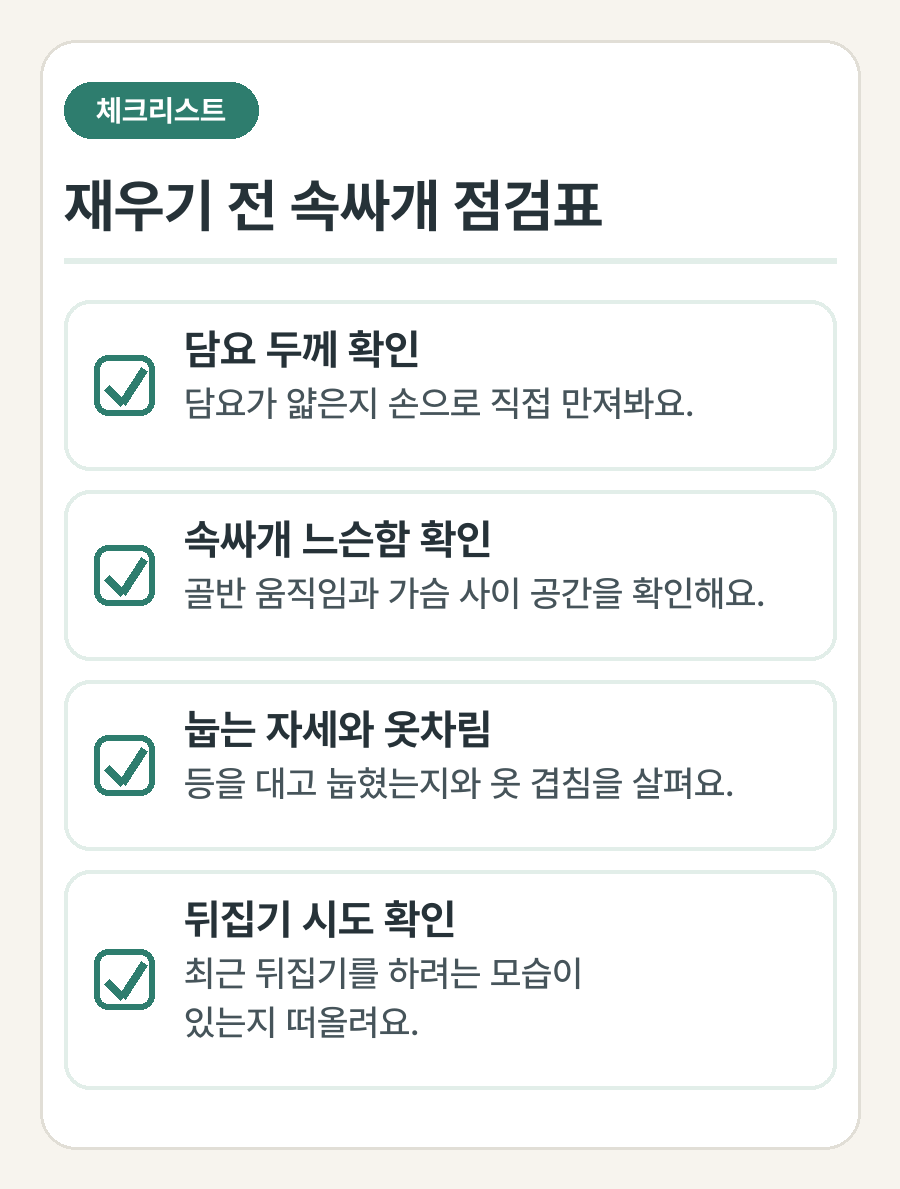 체크리스트
재우기 전 속싸개 점검표
담요 두께 확인
담요가 얇은지 손으로 직접 만져봐요.
속싸개 느슨함 확인
골반 움직임과 가슴 사이 공간을 확인해요.
눕는 자세와 옷차림
등을 대고 눕혔는지와 옷 겹침을 살펴요.
뒤집기 시도 확인
최근 뒤집기를 하려는 모습이
있는지 떠올려요.